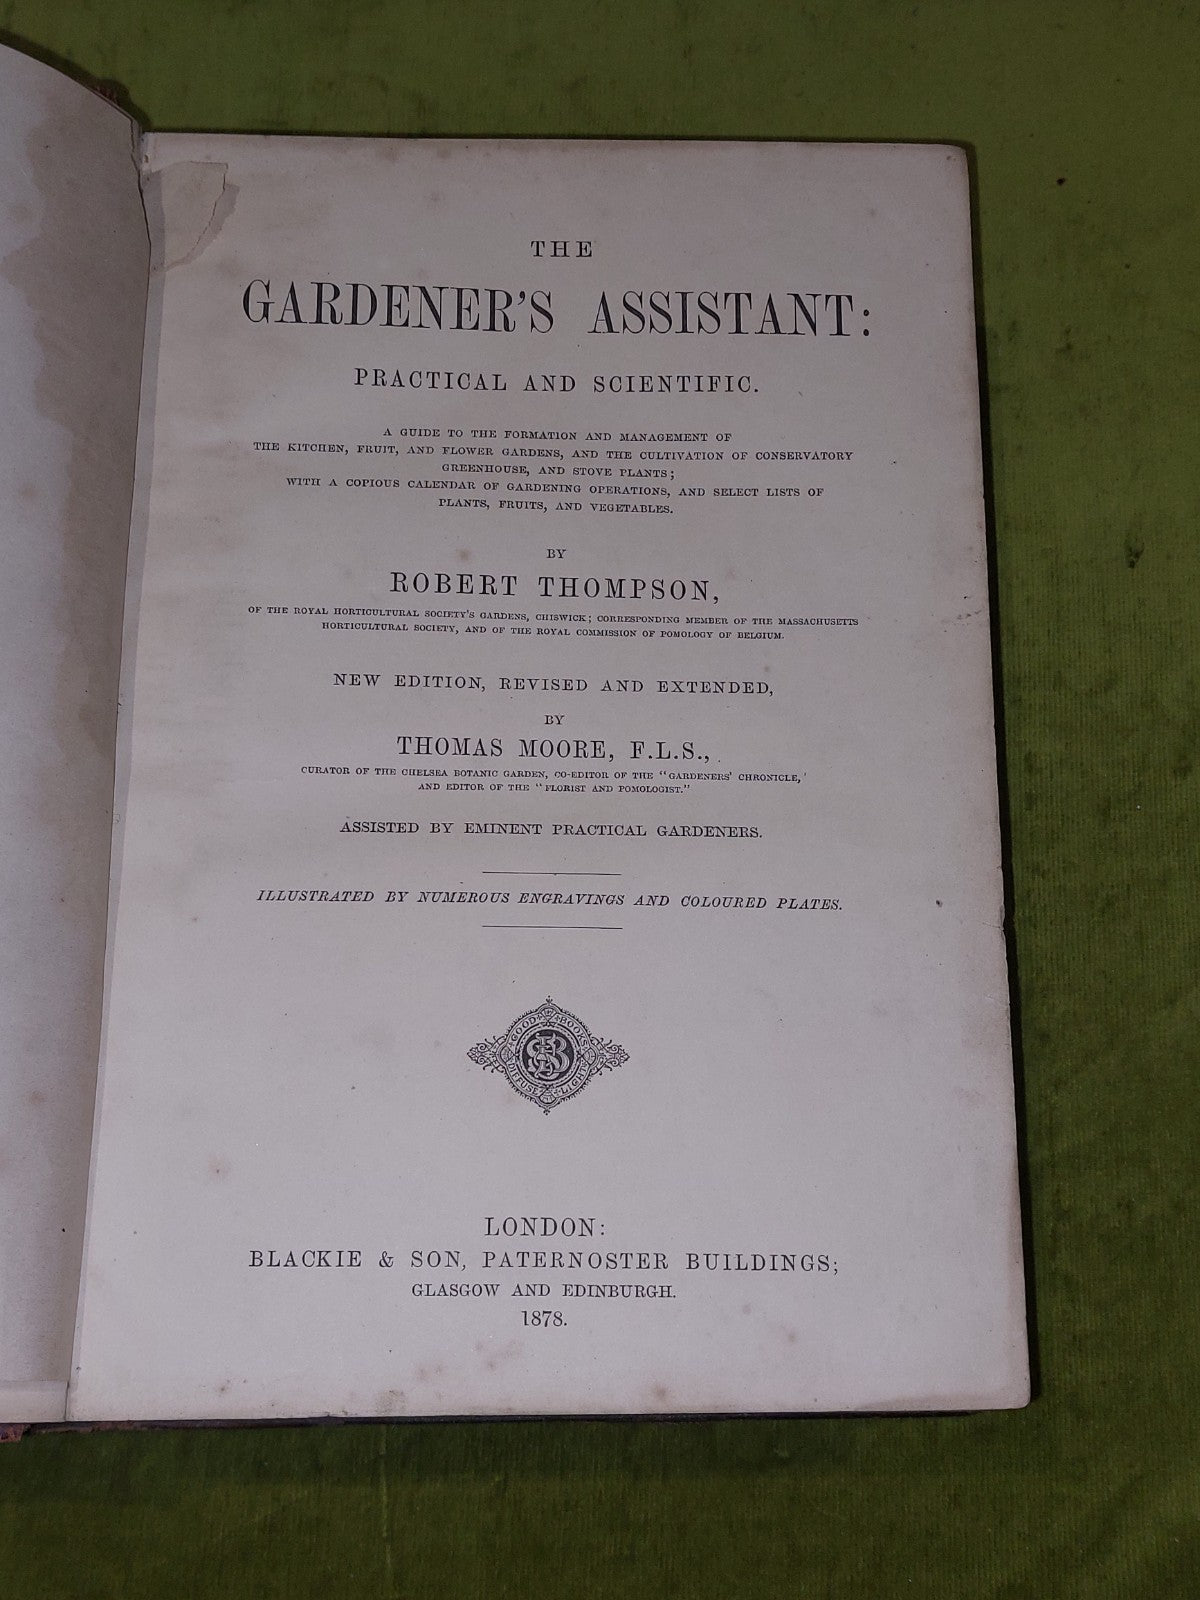 THE
GARDENER'S ASSISTANT:
PRACTICAL AND SCIENTIFIC.
A GUIDE TO THE FORMATION AND MANAGEMENT OF
THE KITCHEN, FRUIT, AND FLOWER GARDENS, AND THE CULTIVATION OF CONSERVATORY
GREENHOUSE, AND STOVE PLANTS;
WITH A COPIOUS CALENDAR OF GARDENING OPERATIONS, AND SELECT LISTS OF
PLANTS, FRUITS, AND VEGETABLES.
BY
ROBERT THOMPSON,
OF THE ROYAL HORTICULTURAL SOCIETY'S GARDENS, CHISWICK; CORRESPONDING MEMBER OF THE MASSACHUSETTS
HORTICULTURAL SOCIETY, AND OF THE ROYAL COMMISSION OF POMOLOGY OF BELGIUM.
NEW EDITION, REVISED AND EXTENDED,
BY
THOMAS MOORE, F.L.S.,
CURATOR OF THE CHELSEA BOTANIC GARDEN, CO-EDITOR OF THE "GARDENERS' CHRONICLE,'
AND EDITOR OF THE "FLORIST AND POMOLOGIST."
ASSISTED BY EMINENT PRACTICAL GARDENERS.
ILLUSTRATED BY NUMEROUS ENGRAVINGS AND COLOURED PLATES.
GOOD BOOKS
DIFFUSE LIGHT
LONDON:
BLACKIE & SON, PATERNOSTER BUILDINGS;
GLASGOW AND EDINBURGH.
1878.